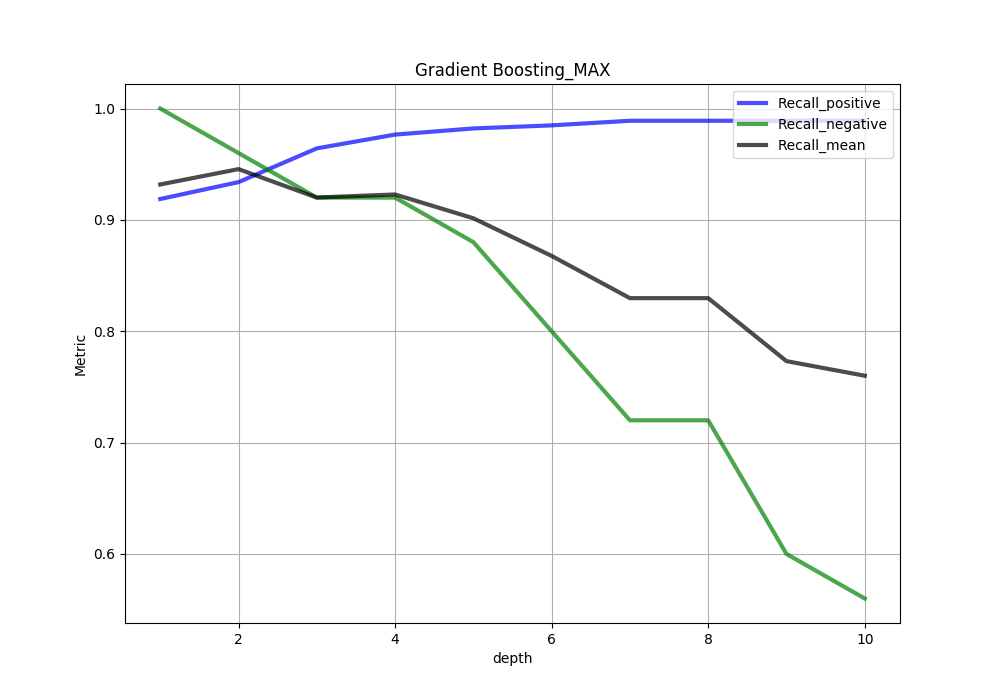 Gradient Boosting_MAX
Recall_positive
Recall_negative
Recall_mean
Metric
1.0
0.9
0.8
0.7
0.6
2 4 6 8 10
depth